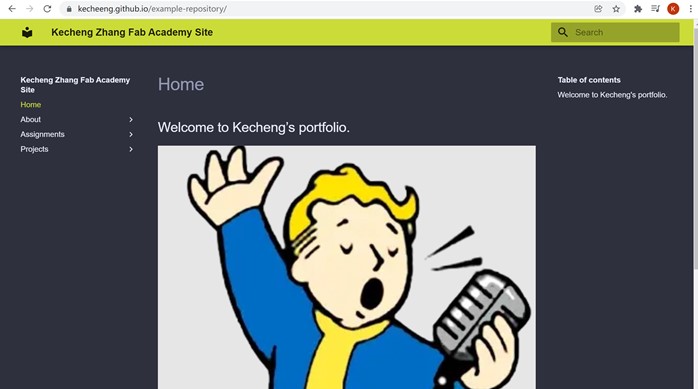 kecheeng.github.io/example-repository/
K
Kecheng Zhang Fab Academy Site
Search
Kecheng Zhang Fab Academy
Site
Home
About
Assignments
Projects
Home
Welcome to Kecheng's portfolio.
Table of contents
Welcome to Kecheng's portfolio.